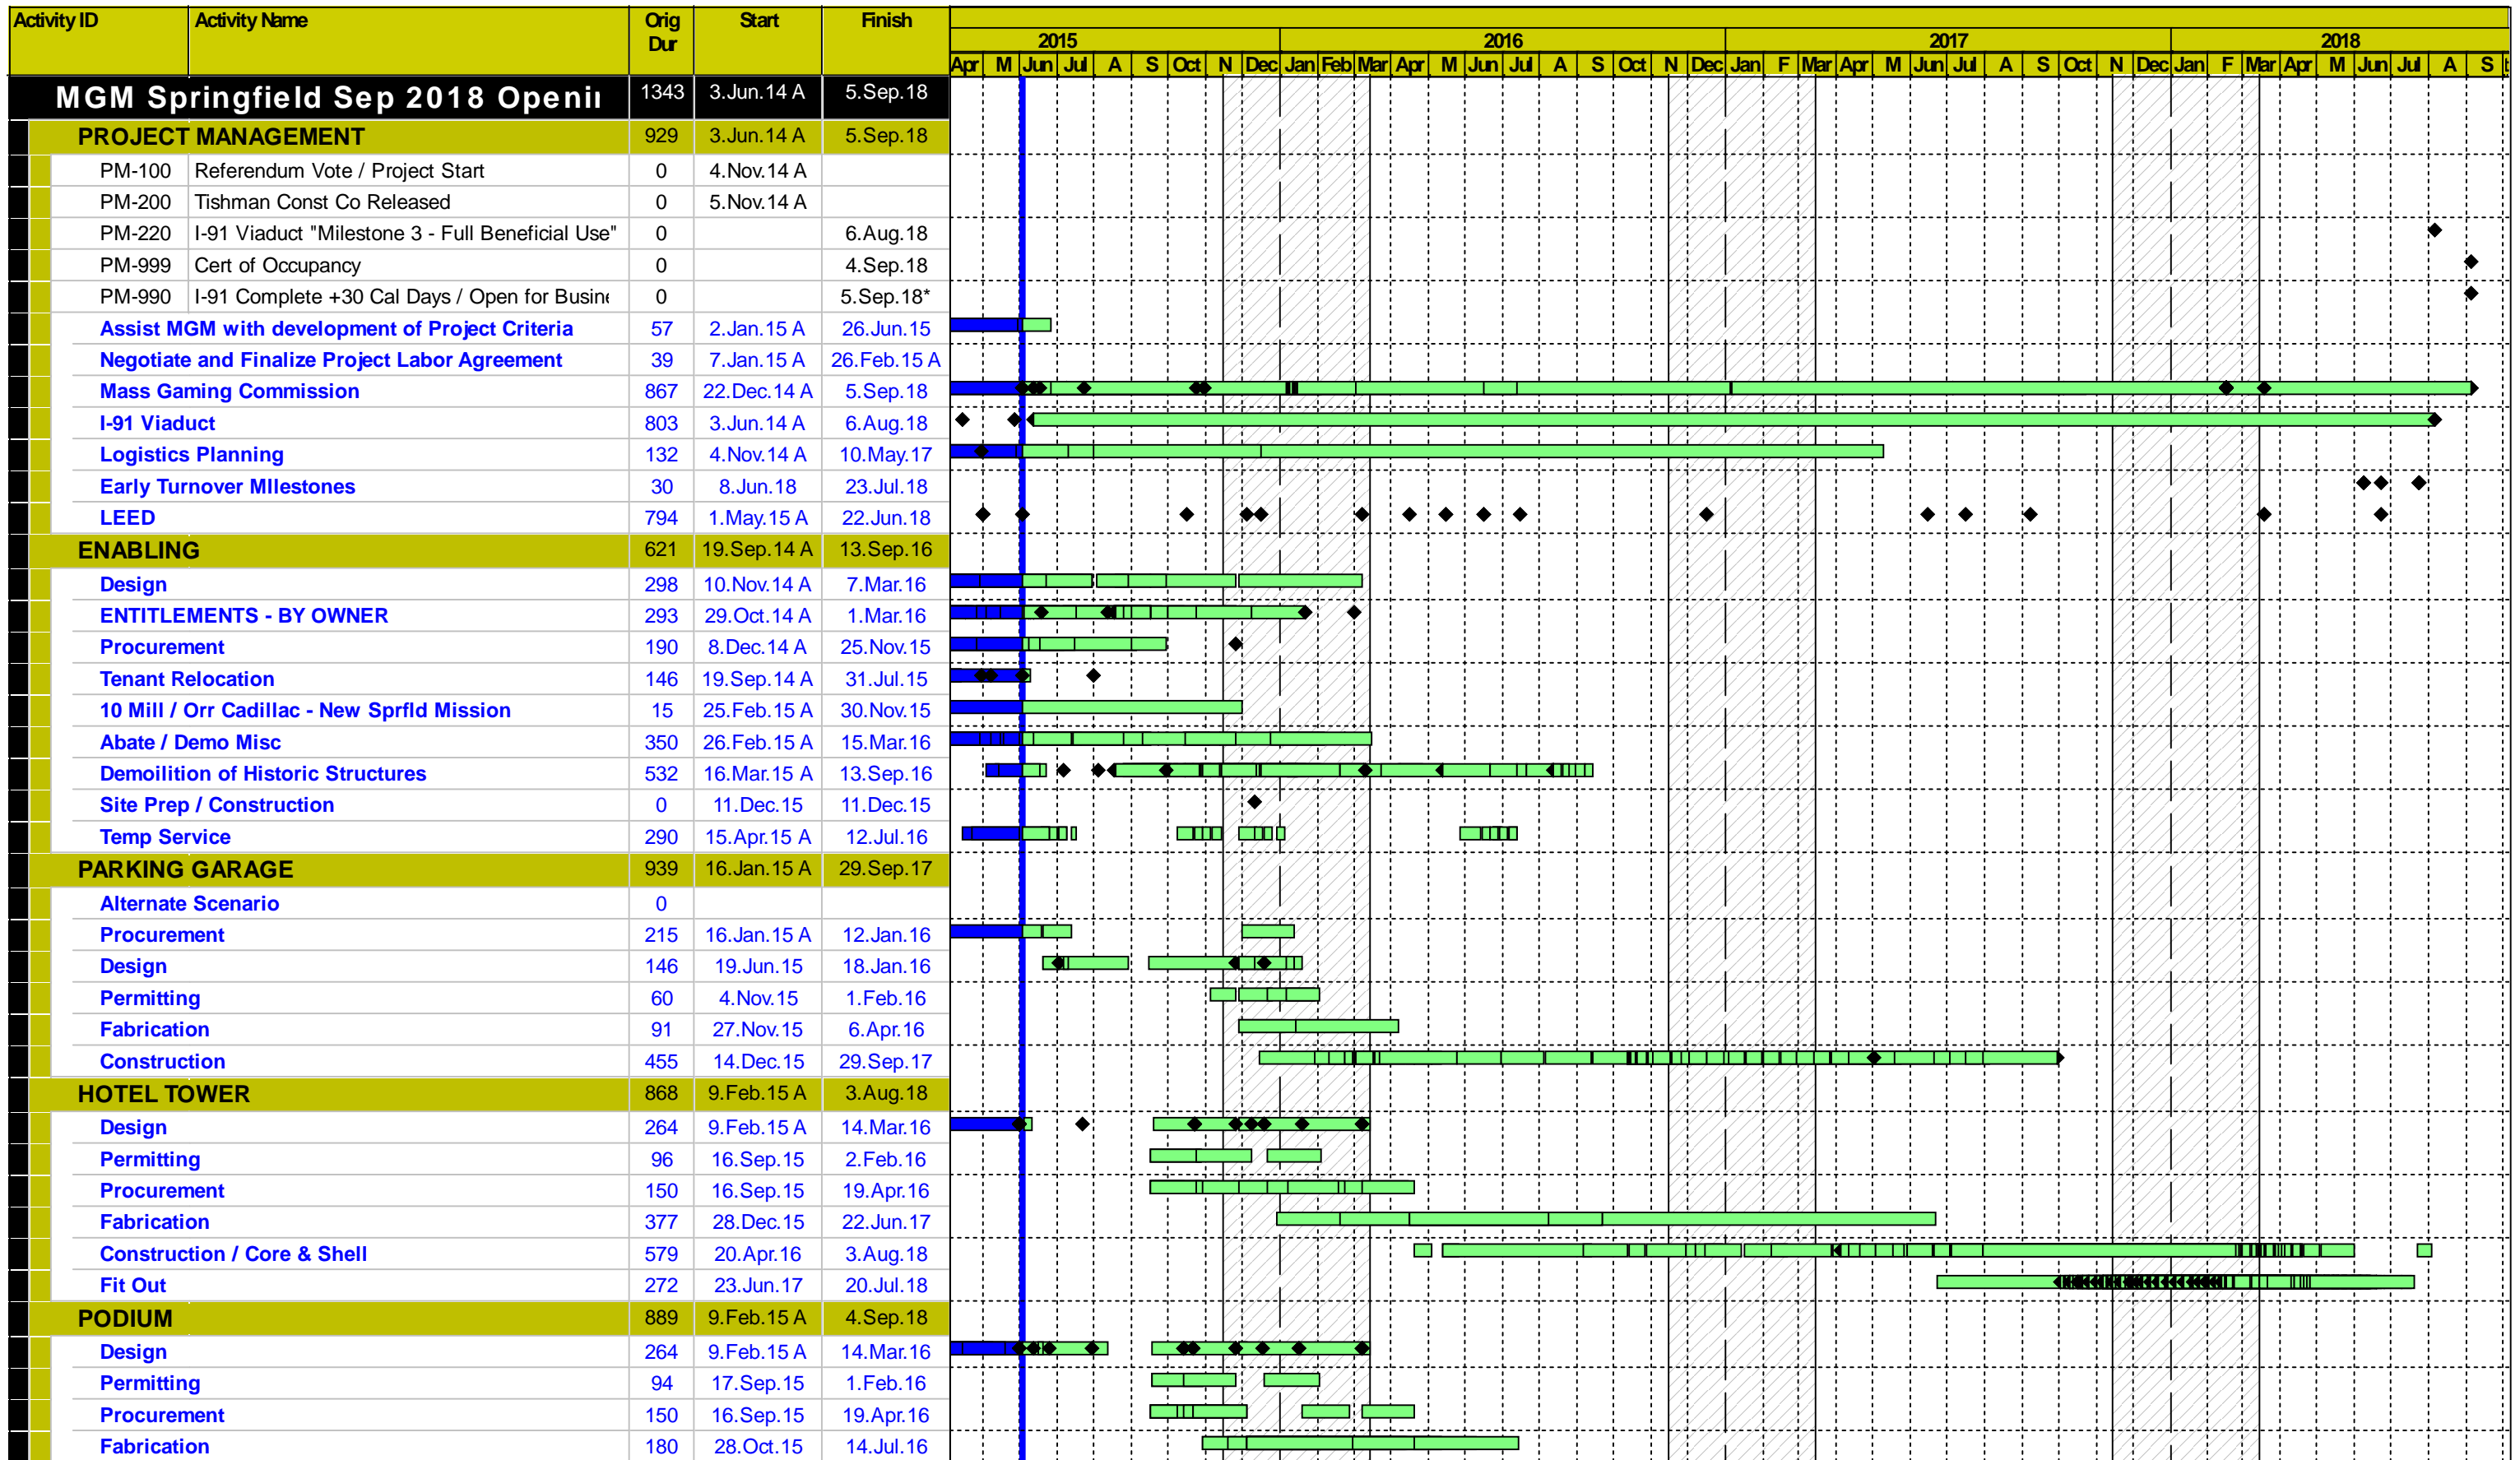 Activity ID Activity Name Orig Dur Start Finish
2015 2016 2017 2018
Apr M Jun Jul A S Oct N Dec Jan Feb Mar Apr M Jun Jul A S Oct N Dec Jan F Mar Apr M Jun Jul A S Oct N Dec Jan F Mar Apr M Jun Jul A S
MGM Springfield Sep 2018 Openi 1343 3.Jun.14 A 5.Sep.18
PROJECT MANAGEMENT 929 3.Jun.14 A 5.Sep.18
PM-100 Referendum Vote / Project Start 0 4.Nov.14 A
PM-200 Tishman Const Co Released 0 5.Nov.14 A
PM-220 I-91 Viaduct "Milestone 3 - Full Beneficial Use" 0 6.Aug.18
PM-999 Cert of Occupancy 0 4.Sep.18
PM-990 I-91 Complete +30 Cal Days / Open for Busine 0 5.Sep.18*
Assist MGM with development of Project Criteria 57 2.Jan.15 A 26.Jun.15
Negotiate and Finalize Project Labor Agreement 39 7.Jan.15 A 26.Feb.15 A
Mass Gaming Commission 867 22.Dec.14 A 5.Sep.18
I-91 Viaduct 803 3.Jun.14 A 6.Aug.18
Logistics Planning 132 4.Nov.14 A 10.May.17
Early Turnover MIlestones 30 8.Jun.18 23.Jul.18
LEED 794 1.May.15 A 22.Jun.18
ENABLING 621 19.Sep.14 A 13.Sep.16
Design 298 10.Nov.14 A 7.Mar.16
ENTITLEMENTS - BY OWNER 293 29.Oct.14 A 1.Mar.16
Procurement 190 8.Dec.14 A 25.Nov.15
Tenant Relocation 146 19.Sep.14 A 31.Jul.15
10 Mill / Orr Cadillac - New Sprfld Mission 15 25.Feb.15 A 30.Nov.15
Abate / Demo Misc 350 26.Feb.15 A 15.Mar.16
Demoilition of Historic Structures 532 16.Mar.15 A 13.Sep.16
Site Prep / Construction 0 11.Dec.15 11.Dec.15
Temp Service 290 15.Apr.15 A 12.Jul.16
PARKING GARAGE 939 16.Jan.15 A 29.Sep.17
Alternate Scenario 0
Procurement 215 16.Jan.15 A 12.Jan.16
Design 146 19.Jun.15 18.Jan.16
Permitting 60 4.Nov.15 1.Feb.16
Fabrication 91 27.Nov.15 6.Apr.16
Construction 455 14.Dec.15 29.Sep.17
HOTEL TOWER 868 9.Feb.15 A 3.Aug.18
Design 264 9.Feb.15 A 14.Mar.16
Permitting 96 16.Sep.15 2.Feb.16
Procurement 150 16.Sep.15 19.Apr.16
Fabrication 377 28.Dec.15 22.Jun.17
Construction / Core & Shell 579 20.Apr.16 3.Aug.18
Fit Out 272 23.Jun.17 20.Jul.18
PODIUM 889 9.Feb.15 A 4.Sep.18
Design 264 9.Feb.15 A 14.Mar.16
Permitting 94 17.Sep.15 1.Feb.16
Procurement 150 16.Sep.15 19.Apr.16
Fabrication 180 28.Oct.15 14.Jul.16